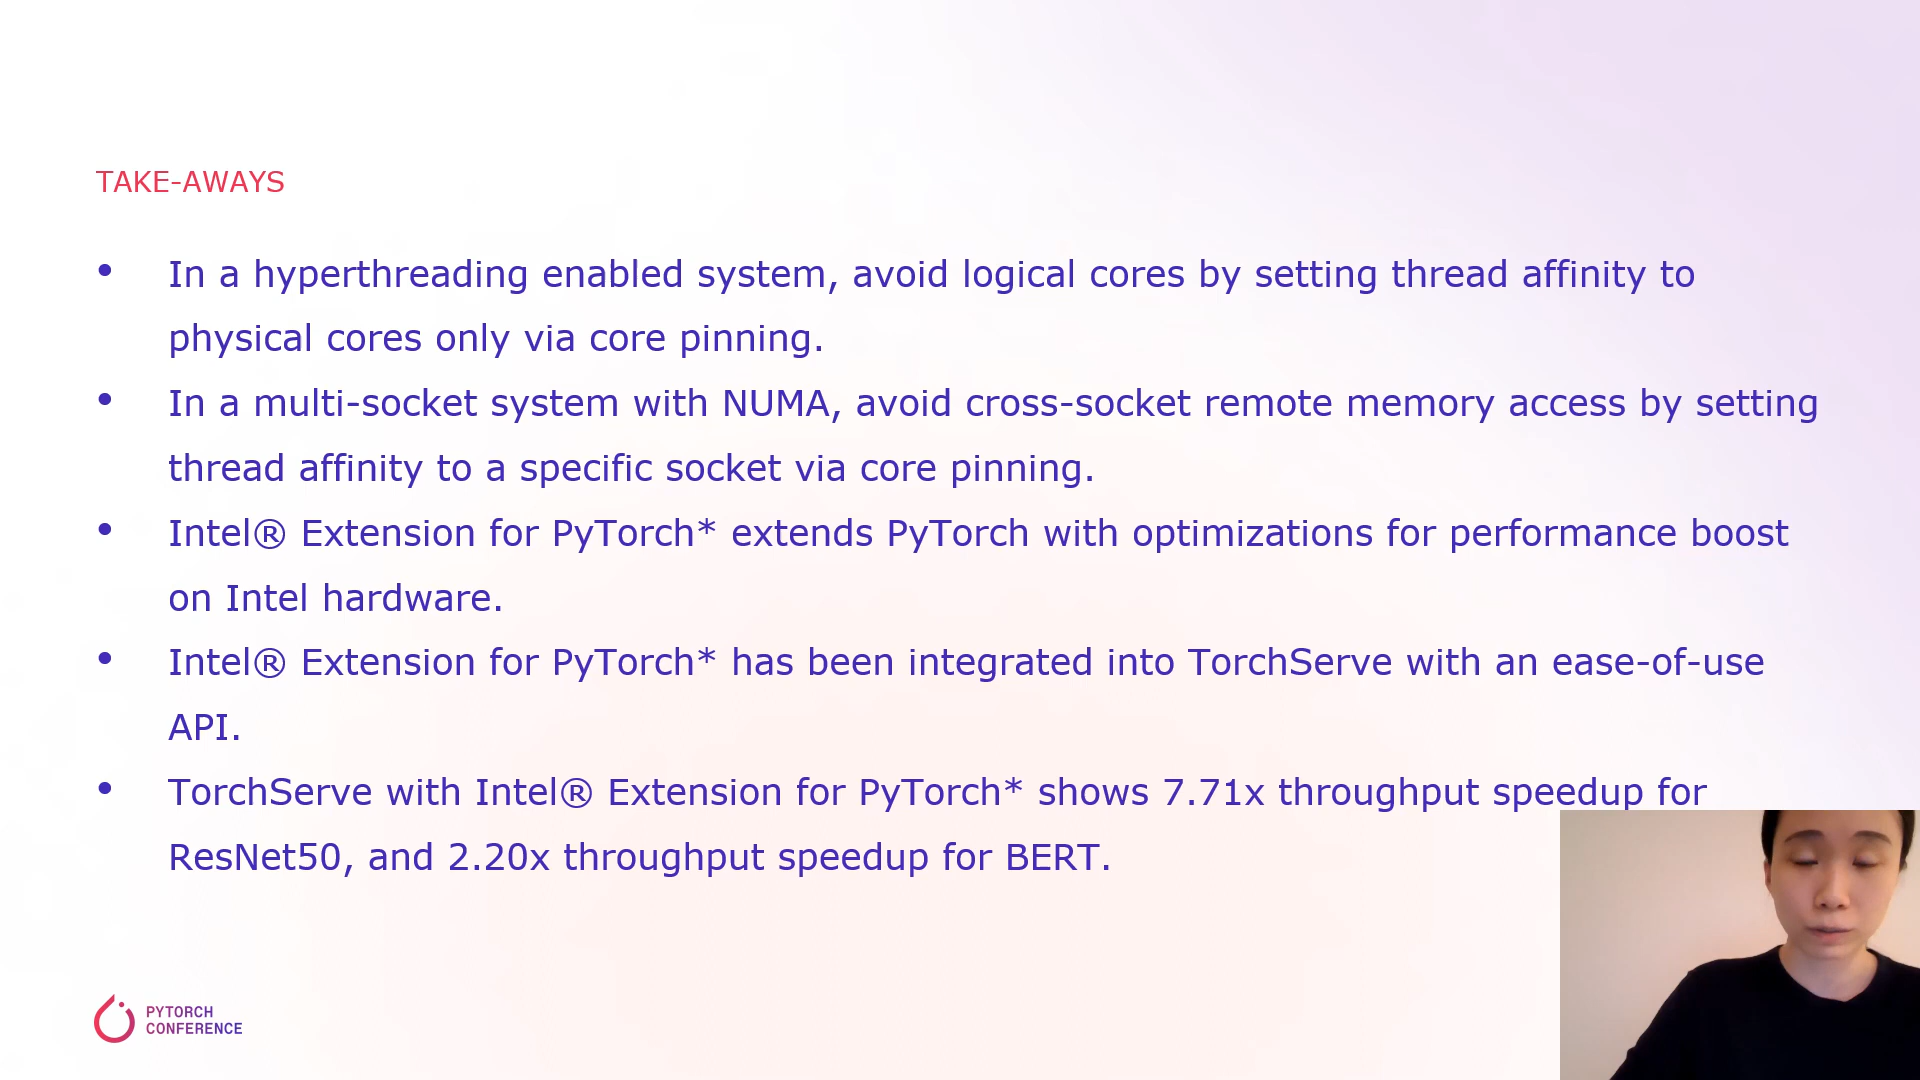 TAKE-AWAYS
• In a hyperthreading enabled system, avoid logical cores by setting thread affinity to
physical cores only via core pinning.
• In a multi-socket system with NUMA, avoid cross-socket remote memory access by setting
thread affinity to a specific socket via core pinning.
• Intel® Extension for PyTorch* extends PyTorch with optimizations for performance boost
on Intel hardware.
• Intel® Extension for PyTorch* has been integrated into TorchServe with an ease-of-use
API.
• TorchServe with Intel® Extension for PyTorch* shows 7.71x throughput speedup for
ResNet50, and 2.20x throughput speedup for BERT.
PYTORCH
CONFERENCE